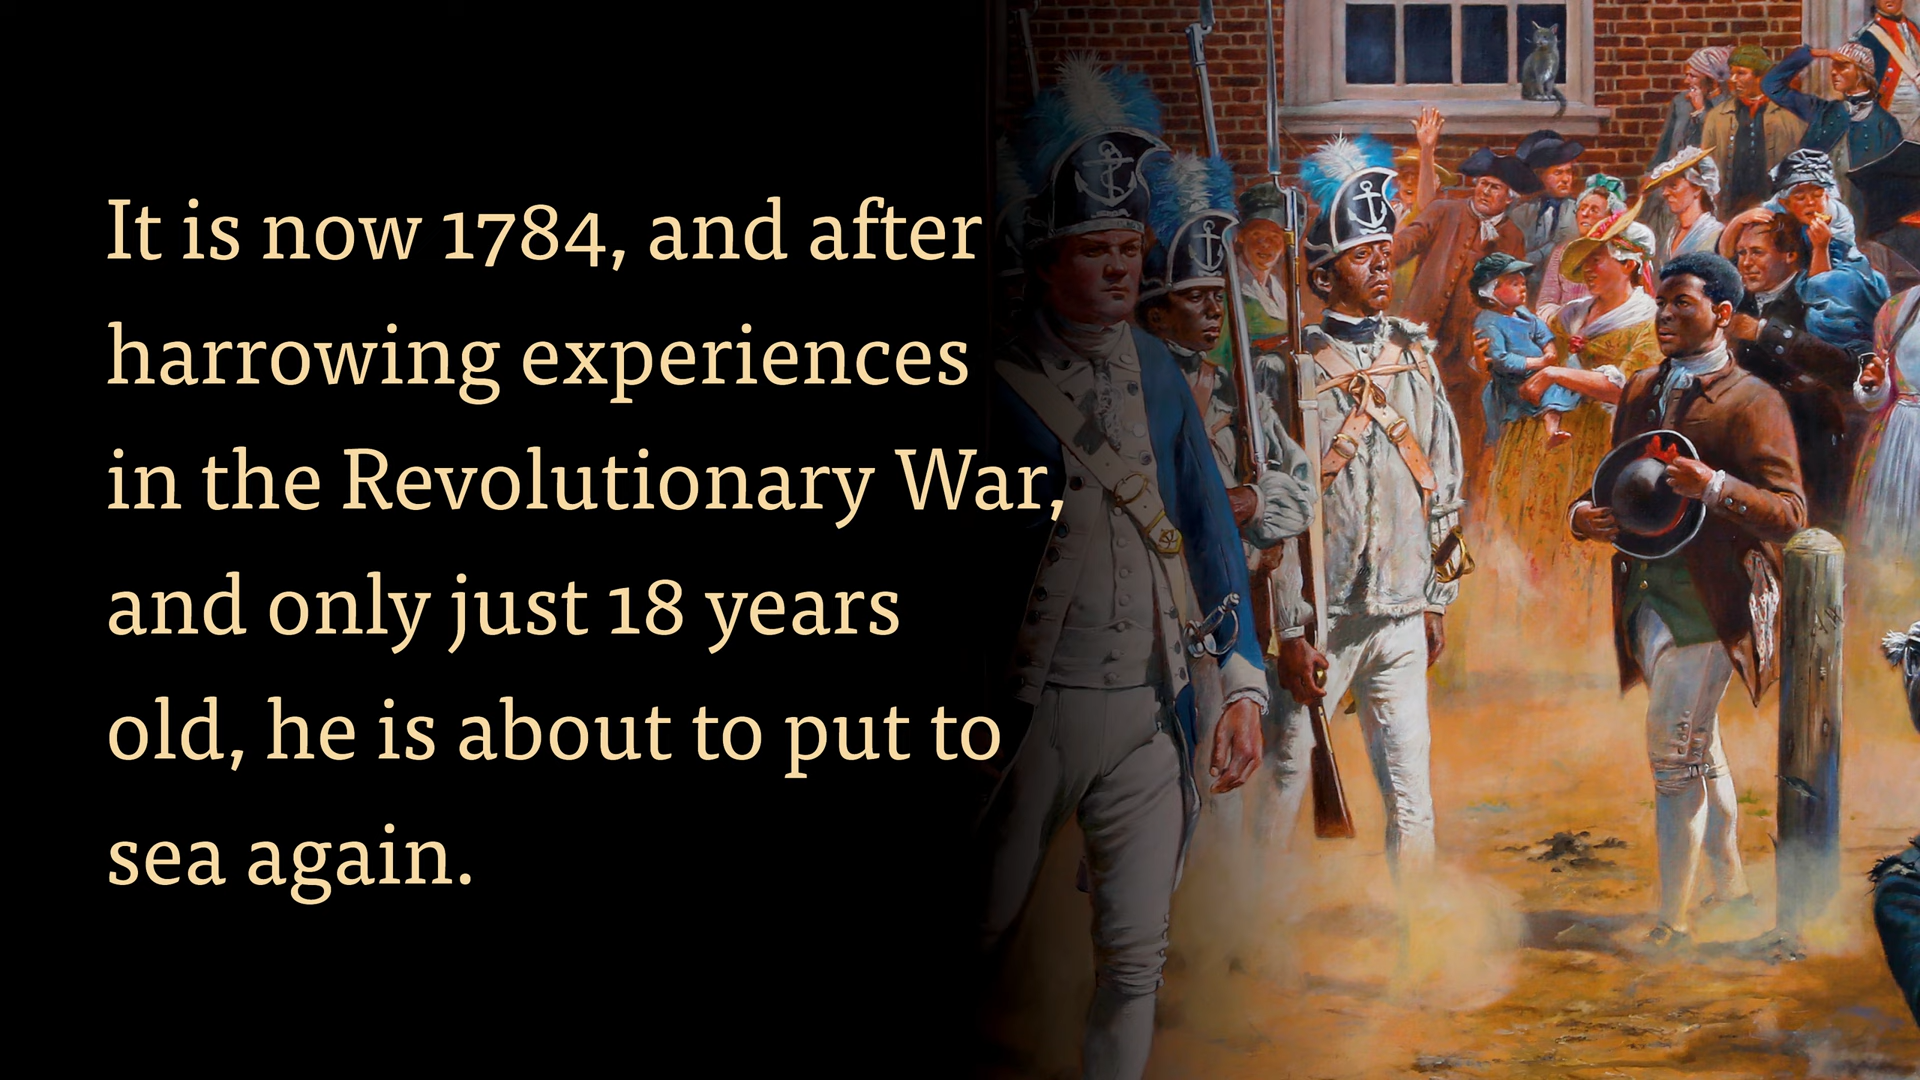 It is now 1784, and after
harrowing experiences
in the Revolutionary War,
and only just 18 years
old, he is about to put to
sea again.